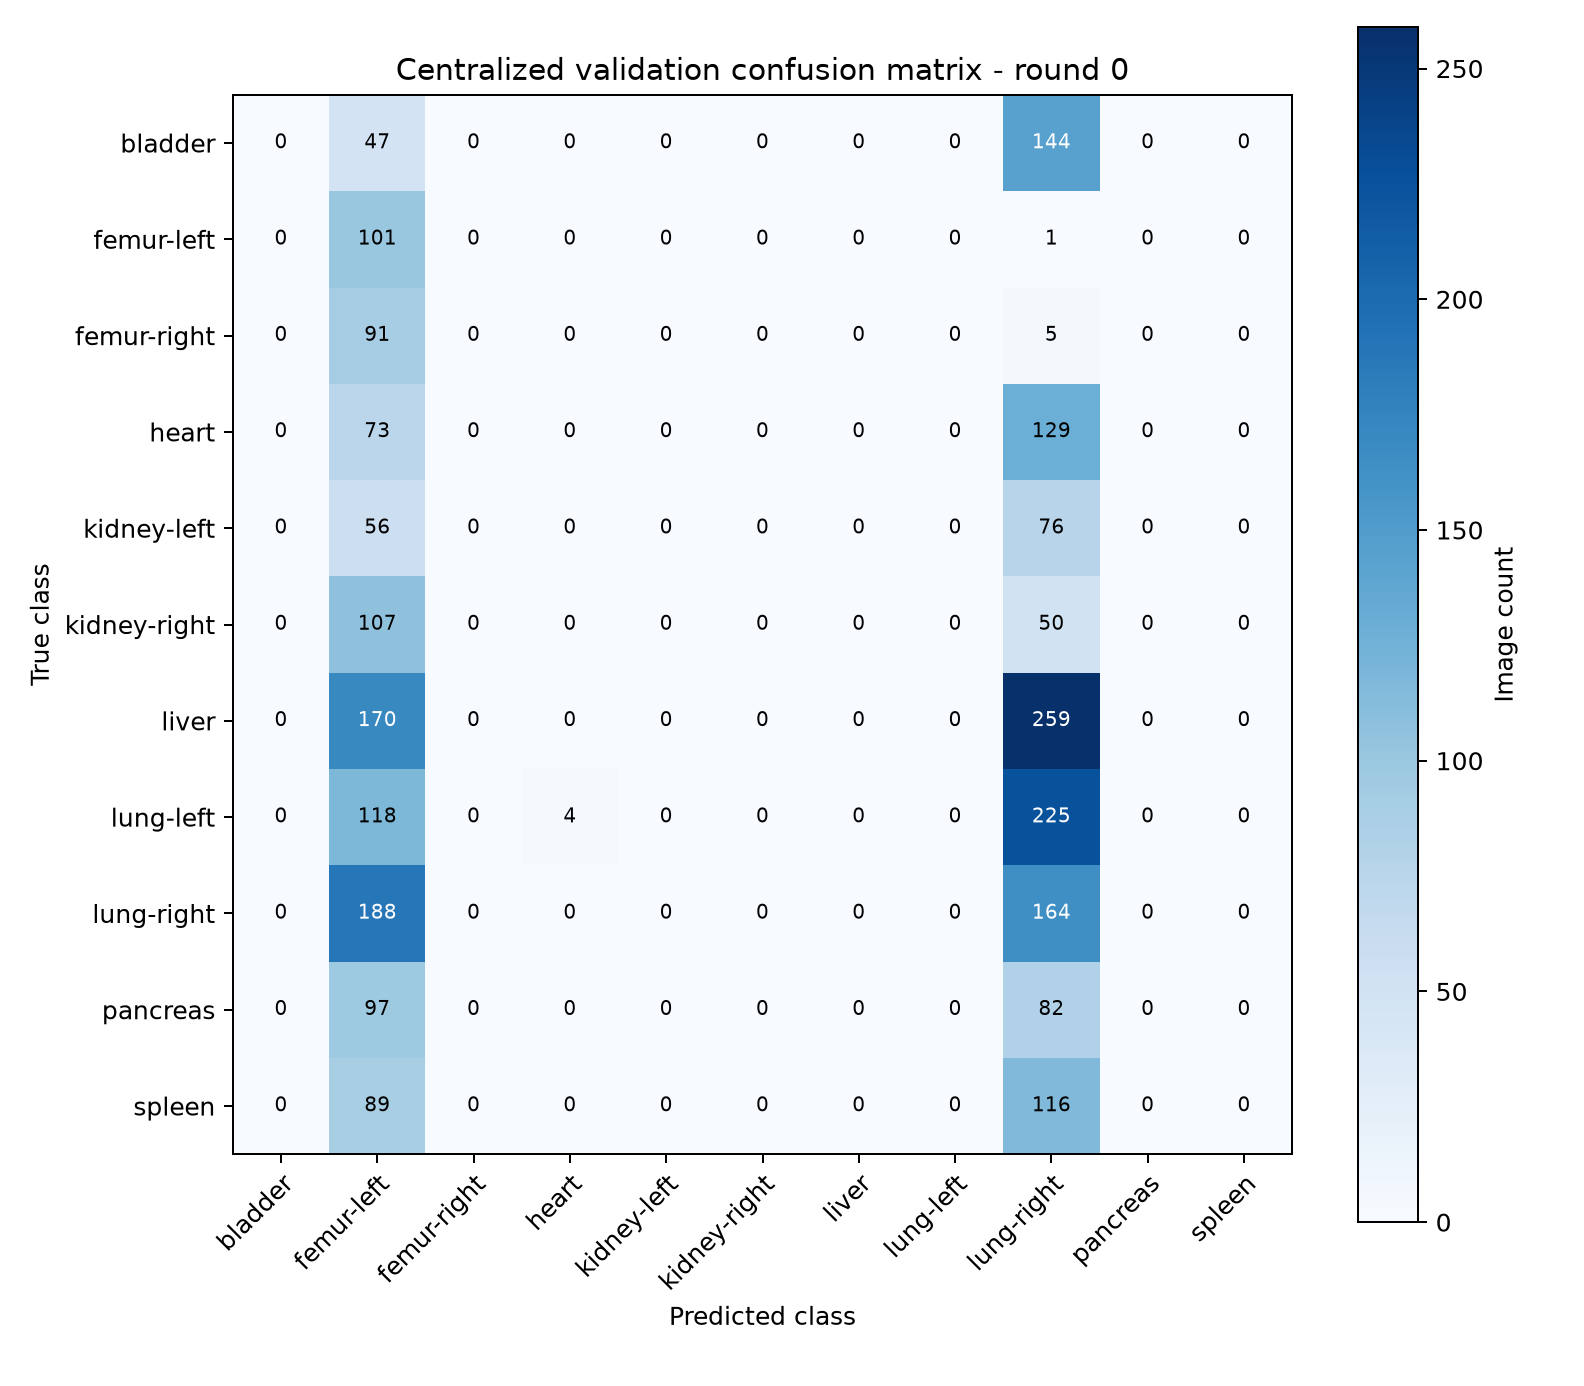 Centralized validation confusion matrix - round 0
bladder 0 47 0 0 0 0 0 0 144 0 0
femur-left 0 101 0 0 0 0 0 0 1 0 0
femur-right 0 91 0 0 0 0 0 0 5 0 0
heart 0 73 0 0 0 0 0 0 129 0 0
kidney-left 0 56 0 0 0 0 0 0 76 0 0
kidney-right 0 107 0 0 0 0 0 0 50 0 0
liver 0 170 0 0 0 0 0 0 259 0 0
lung-left 0 118 0 4 0 0 0 0 225 0 0
lung-right 0 188 0 0 0 0 0 0 164 0 0
pancreas 0 97 0 0 0 0 0 0 82 0 0
spleen 0 89 0 0 0 0 0 0 116 0 0
True class
bladder femur-left femur-right heart kidney-left kidney-right liver lung-left lung-right pancreas spleen
Predicted class
250
200
150
100
50
0
Image count